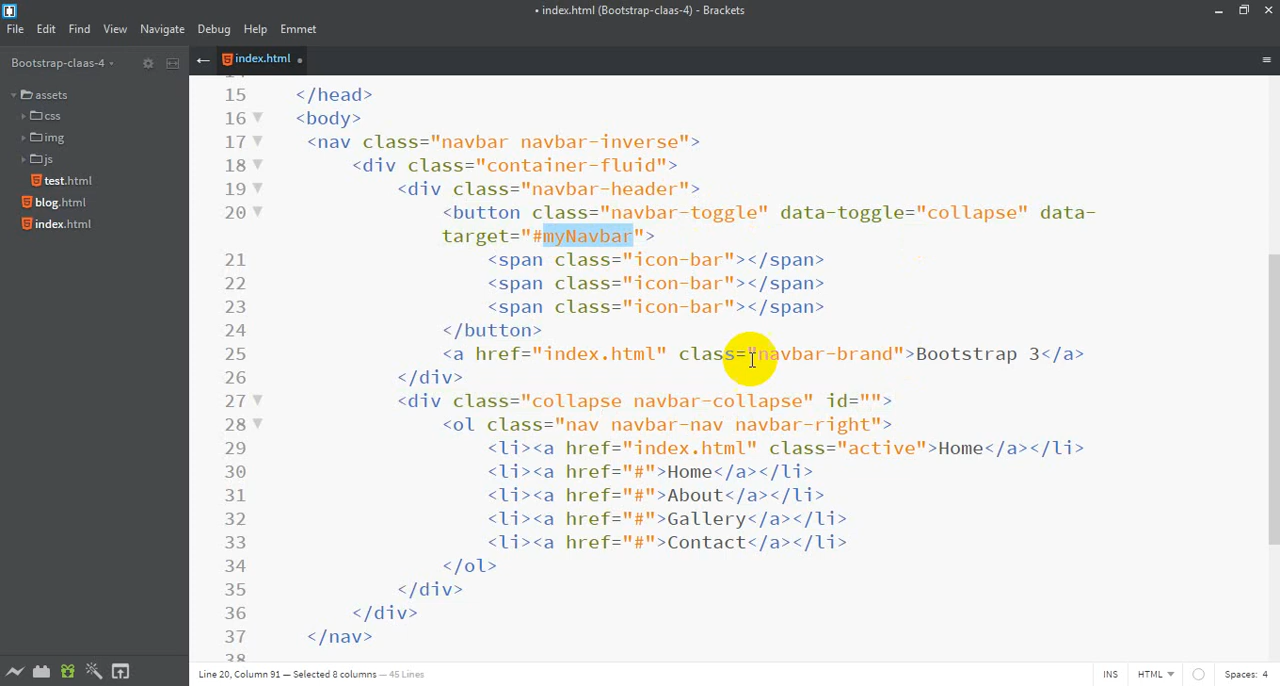 • index.html (Bootstrap-claas-4) - Brackets
File Edit Find View Navigate Debug Help Emmet
Bootstrap-claas-4
index.html •
assets
css
img
js
test.html
blog.html
index.html
15 </head>
16 <body>
17 <nav class="navbar navbar-inverse">
18 <div class="container-fluid">
19 <div class="navbar-header">
20 <button class="navbar-toggle" data-toggle="collapse" data-
target="#myNavbar">
21 <span class="icon-bar"></span>
22 <span class="icon-bar"></span>
23 <span class="icon-bar"></span>
24 </button>
25 <a href="index.html" class="navbar-brand">Bootstrap 3</a>
26 </div>
27 <div class="collapse navbar-collapse" id="">
28 <ol class="nav navbar-nav navbar-right">
29 <li><a href="index.html" class="active">Home</a></li>
30 <li><a href="#">Home</a></li>
31 <li><a href="#">About</a></li>
32 <li><a href="#">Gallery</a></li>
33 <li><a href="#">Contact</a></li>
34 </ol>
35 </div>
36 </div>
37 </nav>
38
Line 20, Column 91 — Selected 8 columns — 45 Lines
INS HTML Spaces: 4